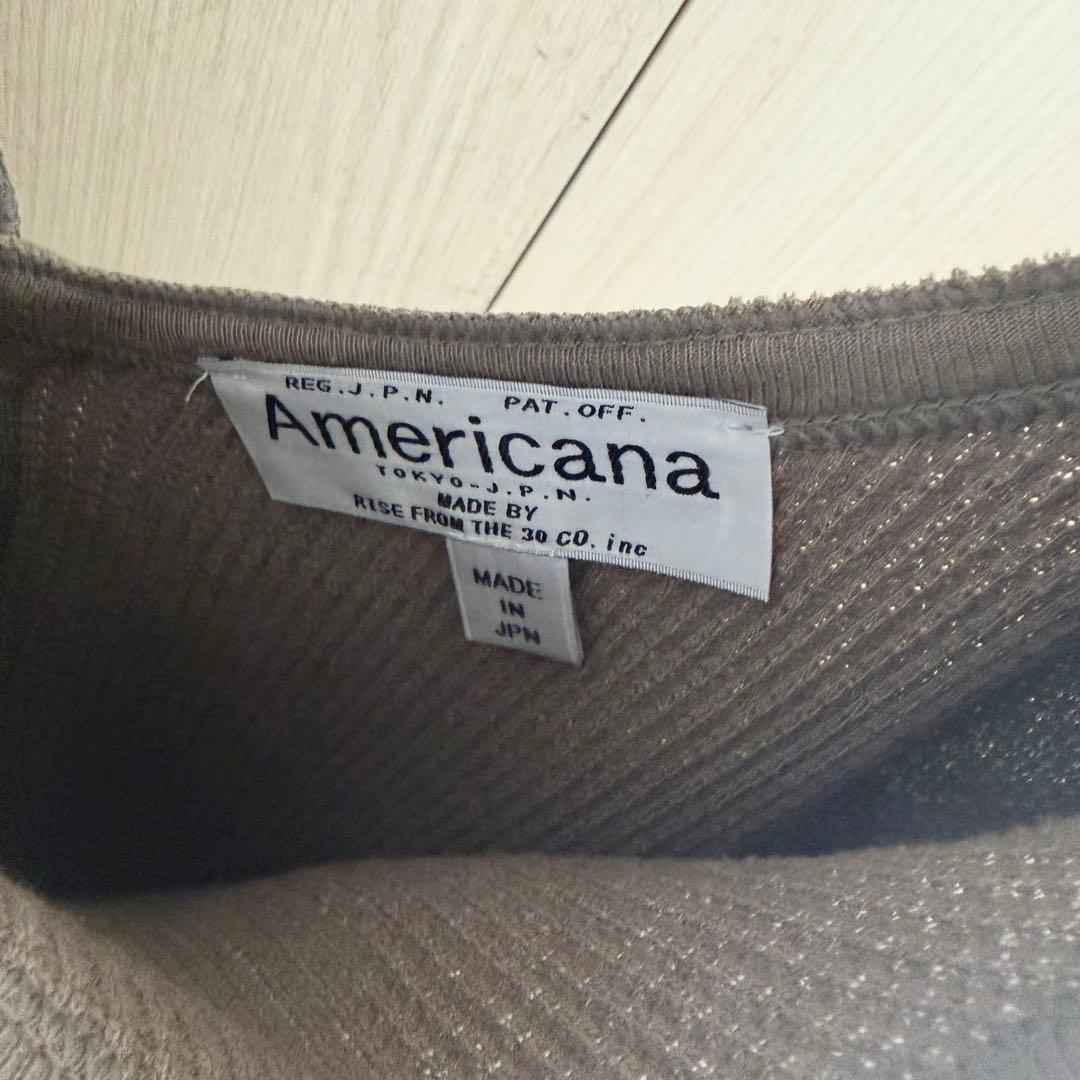 REG.J.P.N. PAT.OFF.
Americana
TOKYO-J.P.N.
MADE BY
RISE FROM THE 30 CO. inc
MADE
IN
JPN